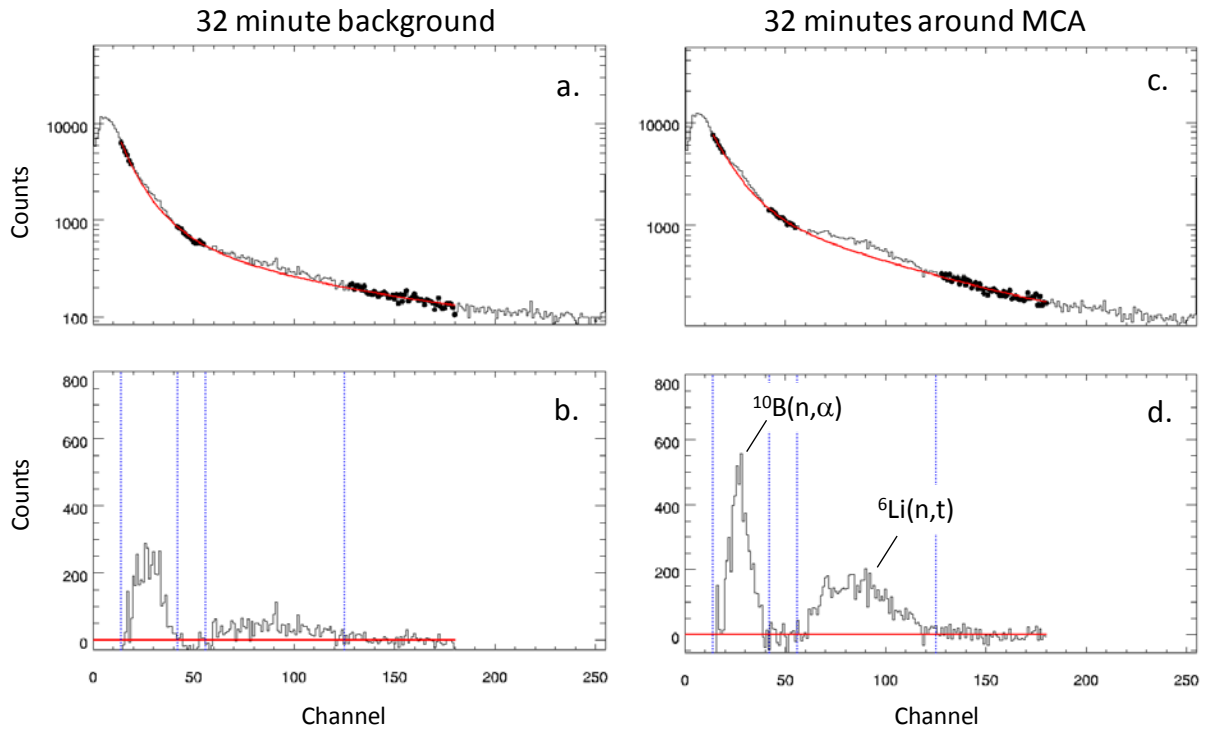 32 minute background
32 minutes around MCA
a.
10000
1000
100
Counts
c.
10000
1000
b.
800
600
400
200
0
Counts
0 50 100 150 200 250
Channel
d.
¹⁰B(n,α)
⁶Li(n,t)
800
600
400
200
0
0 50 100 150 200 250
Channel